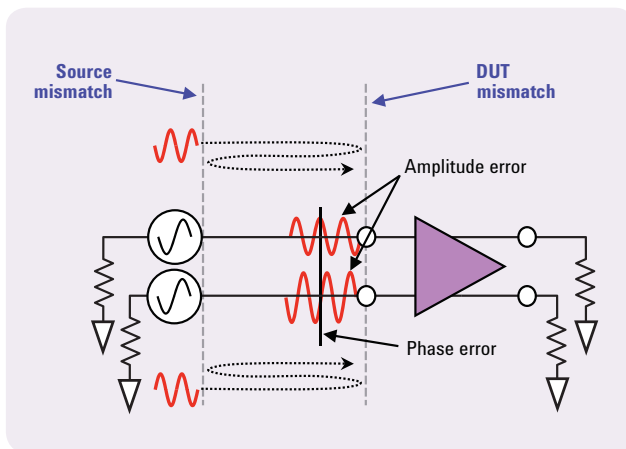 Source
mismatch
DUT
mismatch
Amplitude error
Phase error